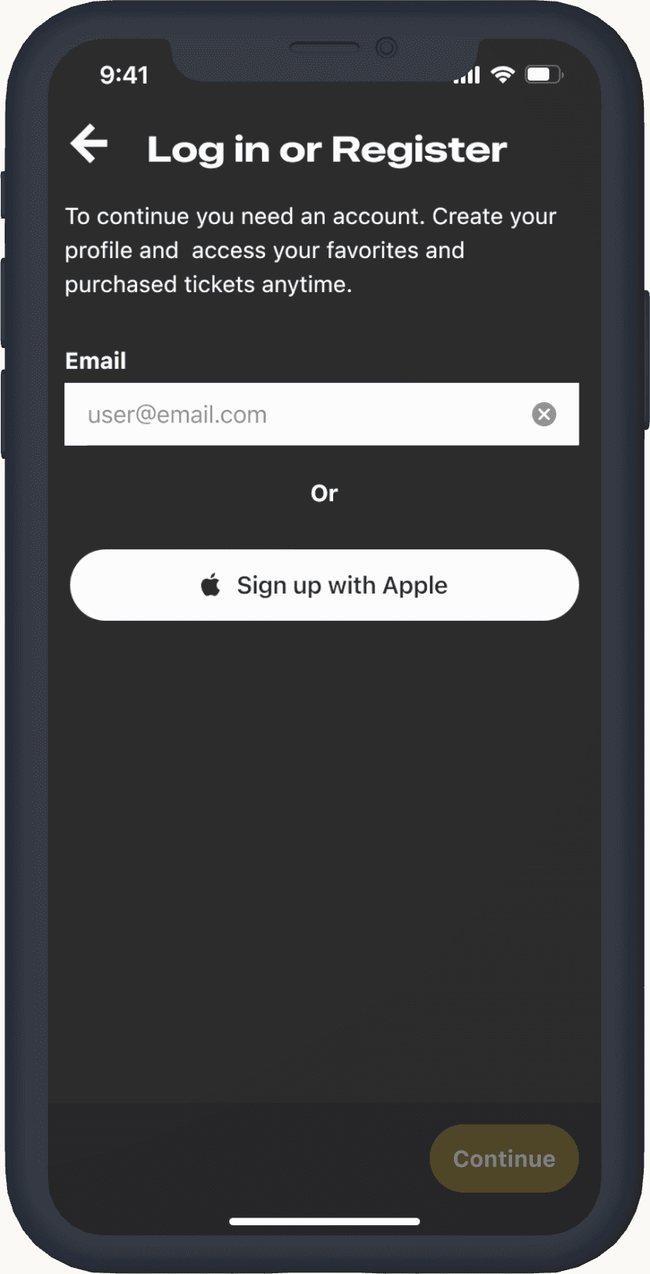 9:41
Log in or Register
To continue you need an account. Create your
profile and  access your favorites and
purchased tickets anytime.
Email
user@email.com
Or
Sign up with Apple
Continue